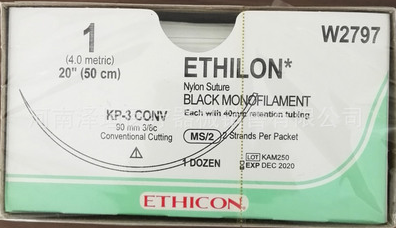 1
(4.0 metric)
20" (50 cm)
W2797
ETHILON*
Nylon Suture
BLACK MONOFILAMENT
Each with 40mm retention tubing
KP-3 CONV
90 mm 3/8c
Conventional Cutting
MS/2 2 Strands Per Packet
1 DOZEN
LOT KAM250
EXP DEC 2020
ETHICON